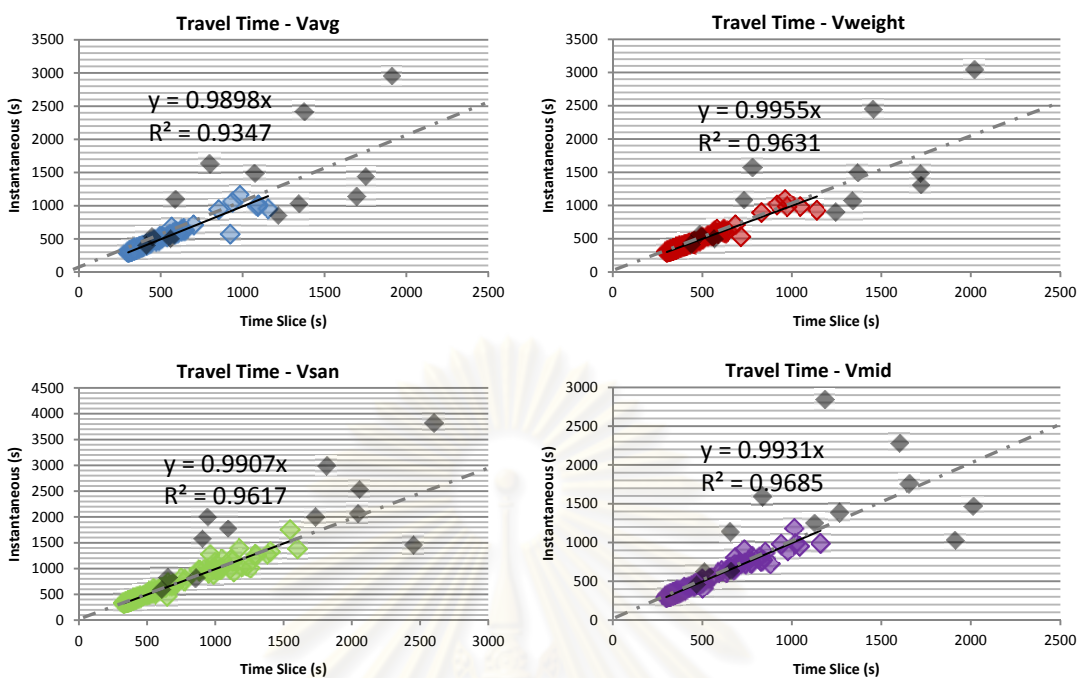 Travel Time - Vavg
3500
3000
2500
2000
1500
1000
500
0
Instantaneous (s)
y = 0.9898x
R² = 0.9347
0 500 1000 1500 2000 2500
Time Slice (s)
Travel Time - Vweight
3500
3000
2500
2000
1500
1000
500
0
Instantaneous (s)
y = 0.9955x
R² = 0.9631
0 500 1000 1500 2000 2500
Time Slice (s)
Travel Time - Vsan
4500
4000
3500
3000
2500
2000
1500
1000
500
0
Instantaneous (s)
y = 0.9907x
R² = 0.9617
0 500 1000 1500 2000 2500 3000
Time Slice (s)
Travel Time - Vmid
3000
2500
2000
1500
1000
500
0
Instantaneous (s)
y = 0.9931x
R² = 0.9685
0 500 1000 1500 2000 2500
Time Slice (s)